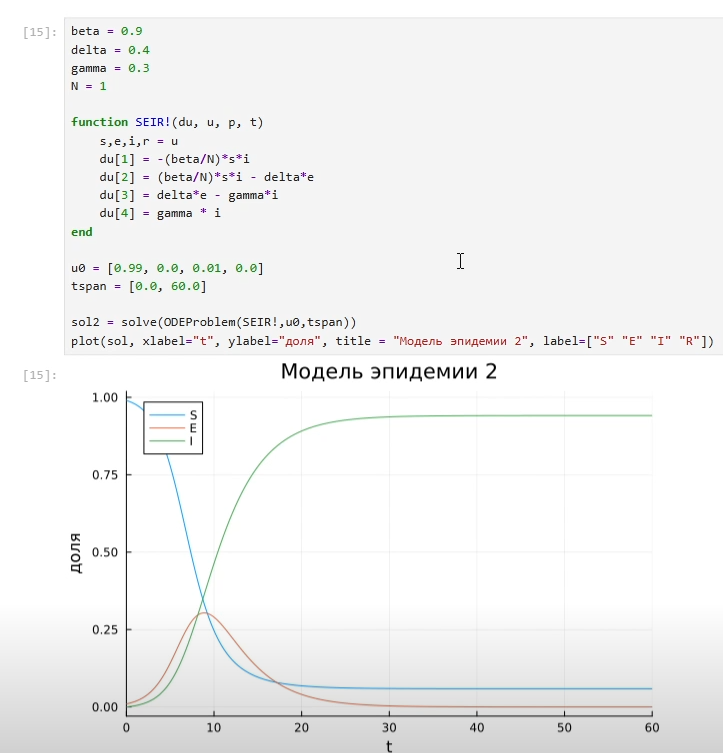 [15]:
beta = 0.9
delta = 0.4
gamma = 0.3
N = 1
function SEIR!(du, u, p, t)
s,e,i,r = u
du[1] = -(beta/N)*s*i
du[2] = (beta/N)*s*i - delta*e
du[3] = delta*e - gamma*i
du[4] = gamma * i
end
u0 = [0.99, 0.0, 0.01, 0.0]
tspan = [0.0, 60.0]
sol2 = solve(ODEProblem(SEIR!,u0,tspan))
plot(sol, xlabel="t", ylabel="доля", title = "Модель эпидемии 2", label=["S" "E" "I" "R"])
[15]:
Модель эпидемии 2
1.00
0.75
0.50
0.25
0.00
доля
S
E
I
0 10 20 30 40 50 60
t